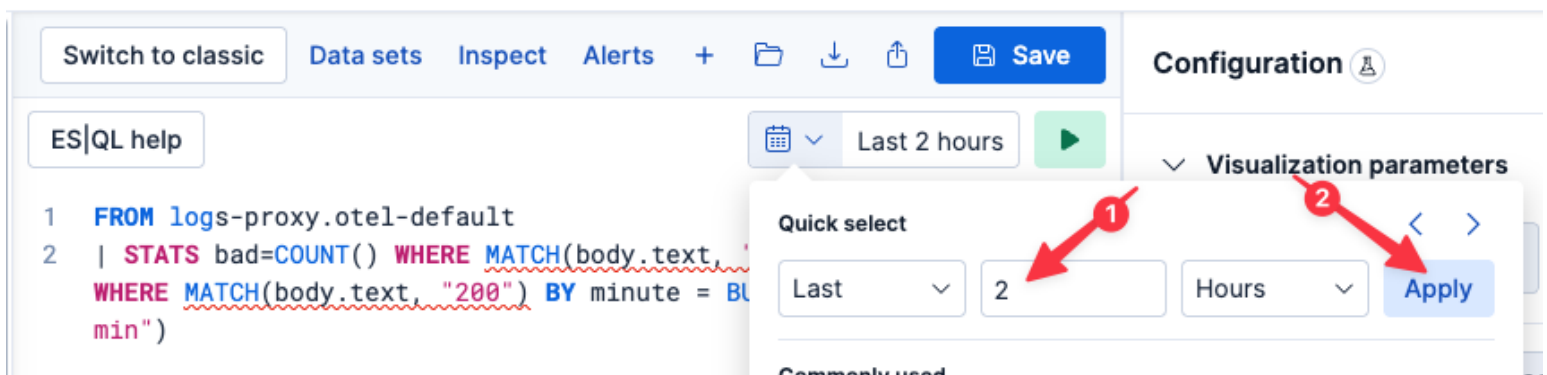 Switch to classic Data sets Inspect Alerts + Save
Configuration
ES|QL help Last 2 hours
Visualization parameters
1 FROM logs-proxy.otel-default
2 | STATS bad=COUNT() WHERE MATCH(body.text, "
WHERE MATCH(body.text, "200") BY minute = BU
min")
1
2
Quick select
Last 2 Hours Apply
Commonly used